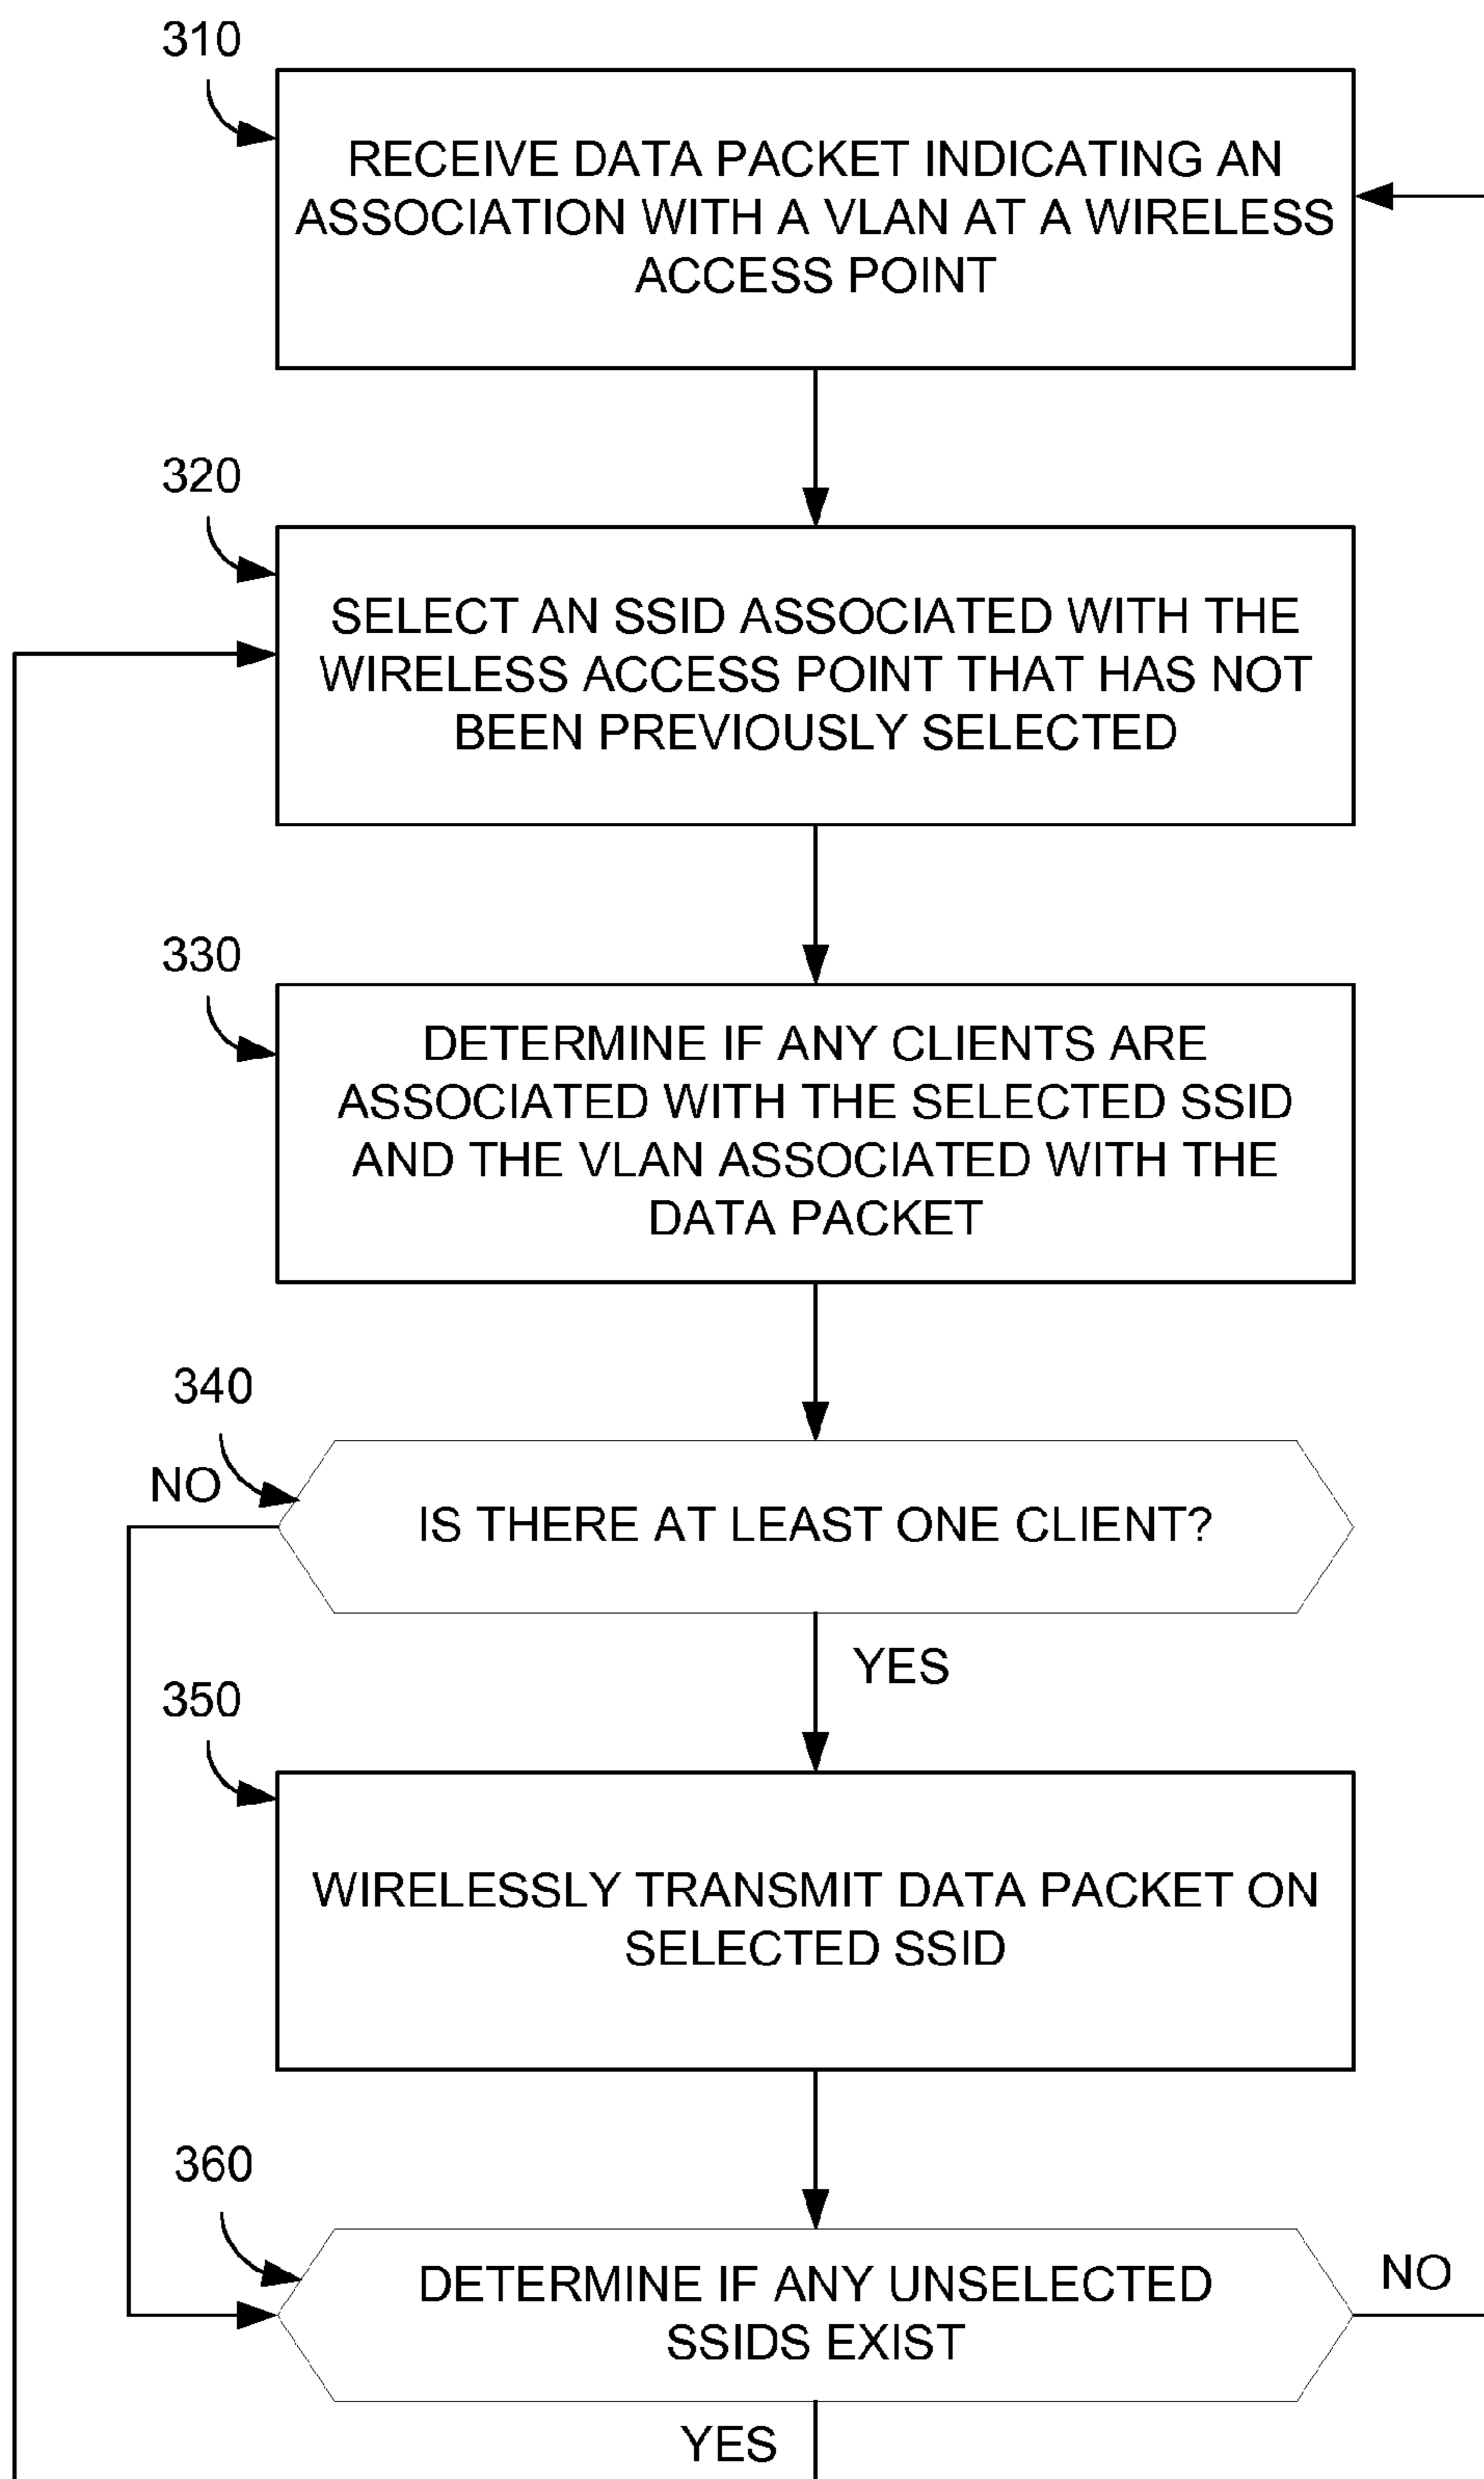 310
RECEIVE DATA PACKET INDICATING AN
ASSOCIATION WITH A VLAN AT A WIRELESS
ACCESS POINT
320
SELECT AN SSID ASSOCIATED WITH THE
WIRELESS ACCESS POINT THAT HAS NOT
BEEN PREVIOUSLY SELECTED
330
DETERMINE IF ANY CLIENTS ARE
ASSOCIATED WITH THE SELECTED SSID
AND THE VLAN ASSOCIATED WITH THE
DATA PACKET
340
NO
IS THERE AT LEAST ONE CLIENT?
YES
350
WIRELESSLY TRANSMIT DATA PACKET ON
SELECTED SSID
360
DETERMINE IF ANY UNSELECTED
SSIDS EXIST
NO
YES